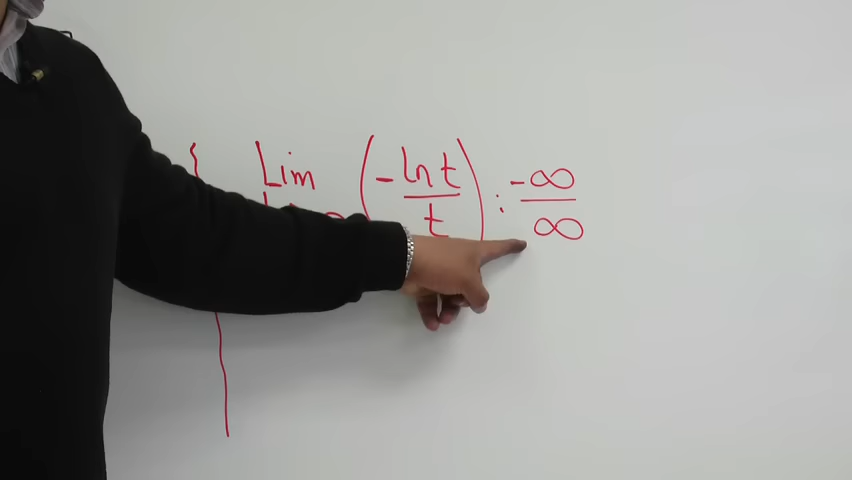 Lim (- ln t / t) : -∞ / ∞